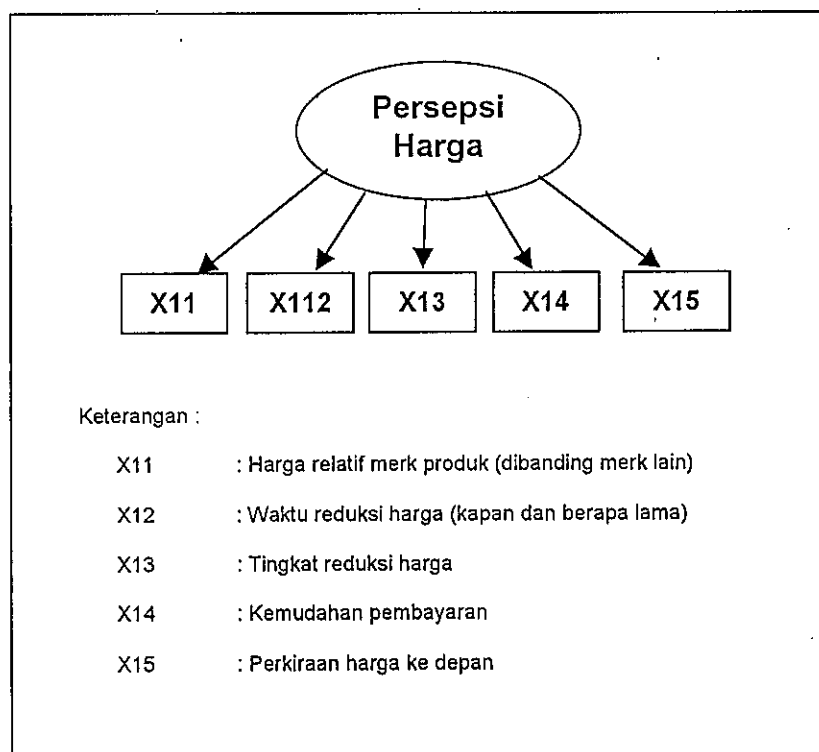 Persepsi
Harga
X11 X112 X13 X14 X15
Keterangan :
X11 : Harga relatif merk produk (dibanding merk lain)
X12 : Waktu reduksi harga (kapan dan berapa lama)
X13 : Tingkat reduksi harga
X14 : Kemudahan pembayaran
X15 : Perkiraan harga ke depan